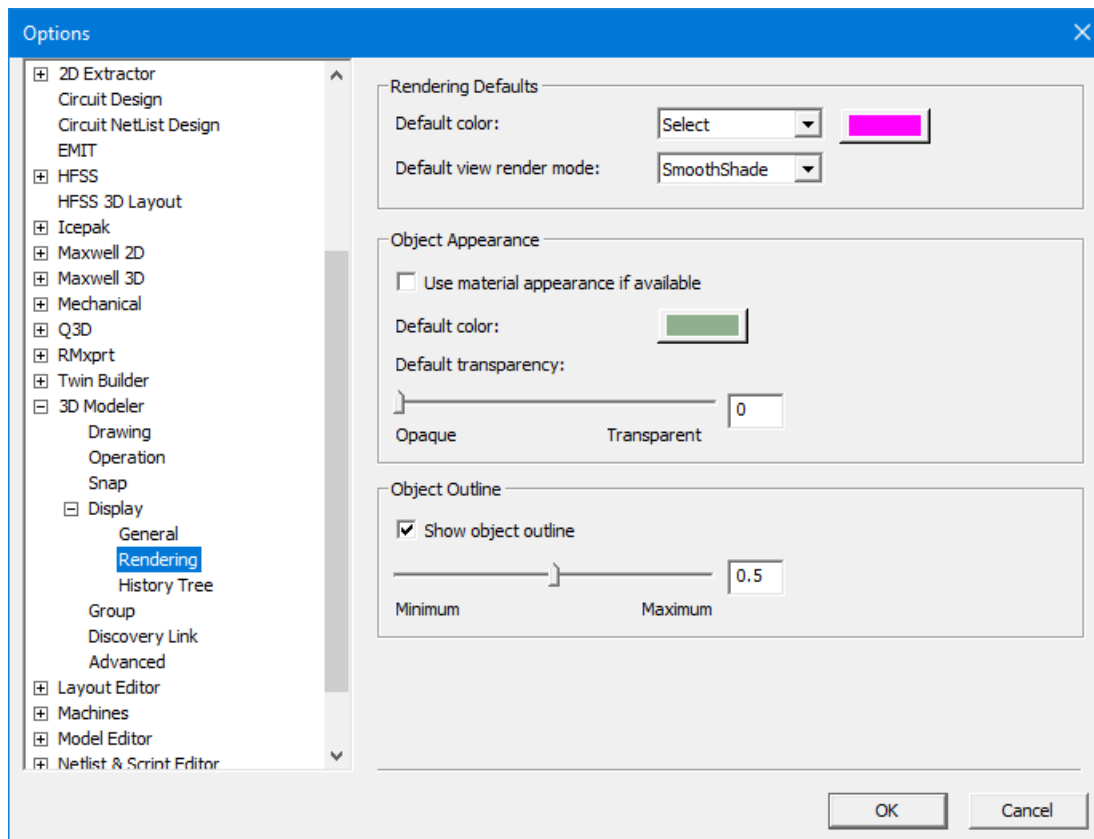 Options
2D Extractor
Circuit Design
Circuit NetList Design
EMIT
HFSS
HFSS 3D Layout
Icepak
Maxwell 2D
Maxwell 3D
Mechanical
Q3D
RMxprt
Twin Builder
3D Modeler
Drawing
Operation
Snap
Display
General
Rendering
History Tree
Group
Discovery Link
Advanced
Layout Editor
Machines
Model Editor
Netlist & Script Editor
Rendering Defaults
Default color: Select
Default view render mode: SmoothShade
Object Appearance
Use material appearance if available
Default color:
Default transparency:
0
Opaque Transparent
Object Outline
Show object outline
0.5
Minimum Maximum
OK Cancel